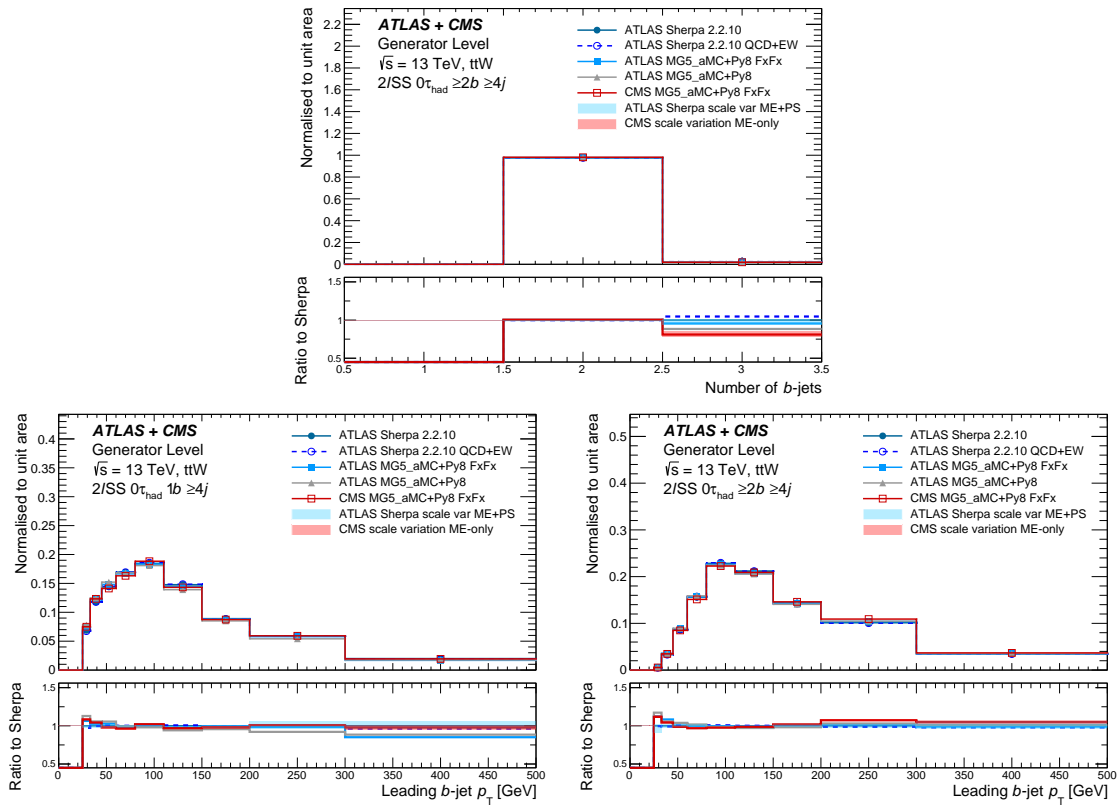 ATLAS + CMS
Generator Level
√s = 13 TeV, ttW
2lSS 0τhad ≥2b ≥4j
ATLAS Sherpa 2.2.10
ATLAS Sherpa 2.2.10 QCD+EW
ATLAS MG5_aMC+Py8 FxFx
ATLAS MG5_aMC+Py8
CMS MG5_aMC+Py8 FxFx
ATLAS Sherpa scale var ME+PS
CMS scale variation ME-only
Normalised to unit area
2.2
2
1.8
1.6
1.4
1.2
1
0.8
0.6
0.4
0.2
0
Ratio to Sherpa
1.5
1
0.5
0.5 1 1.5 2 2.5 3 3.5
Number of b-jets
ATLAS + CMS
Generator Level
√s = 13 TeV, ttW
2lSS 0τhad 1b ≥4j
ATLAS Sherpa 2.2.10
ATLAS Sherpa 2.2.10 QCD+EW
ATLAS MG5_aMC+Py8 FxFx
ATLAS MG5_aMC+Py8
CMS MG5_aMC+Py8 FxFx
ATLAS Sherpa scale var ME+PS
CMS scale variation ME-only
Normalised to unit area
0.4
0.35
0.3
0.25
0.2
0.15
0.1
0.05
0
Ratio to Sherpa
1.5
1
0.5
0 50 100 150 200 250 300 350 400 450 500
Leading b-jet pT [GeV]
ATLAS + CMS
Generator Level
√s = 13 TeV, ttW
2lSS 0τhad ≥2b ≥4j
ATLAS Sherpa 2.2.10
ATLAS Sherpa 2.2.10 QCD+EW
ATLAS MG5_aMC+Py8 FxFx
ATLAS MG5_aMC+Py8
CMS MG5_aMC+Py8 FxFx
ATLAS Sherpa scale var ME+PS
CMS scale variation ME-only
Normalised to unit area
0.5
0.4
0.3
0.2
0.1
0
Ratio to Sherpa
1.5
1
0.5
0 50 100 150 200 250 300 350 400 450 500
Leading b-jet pT [GeV]